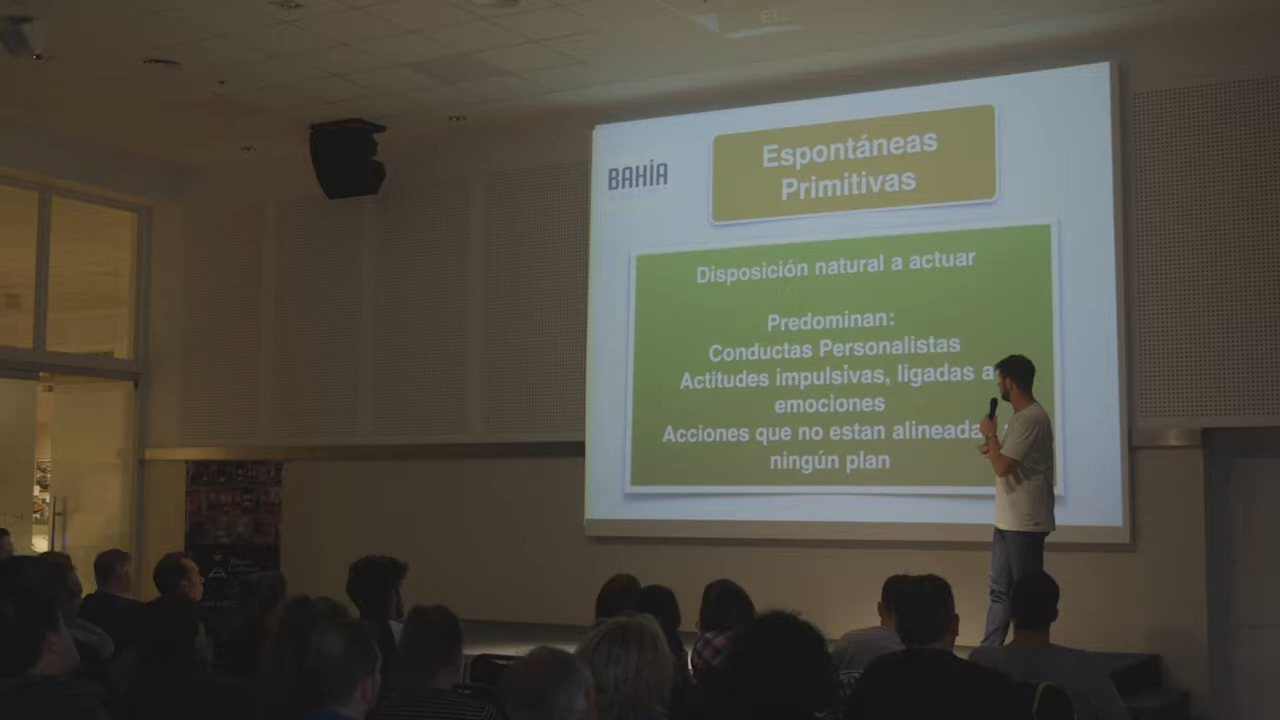 BAHÍA
Espontáneas
Primitivas
Disposición natural a actuar
Predominan:
Conductas Personalistas
Actitudes impulsivas, ligadas a
emociones
Acciones que no estan
ningún plan